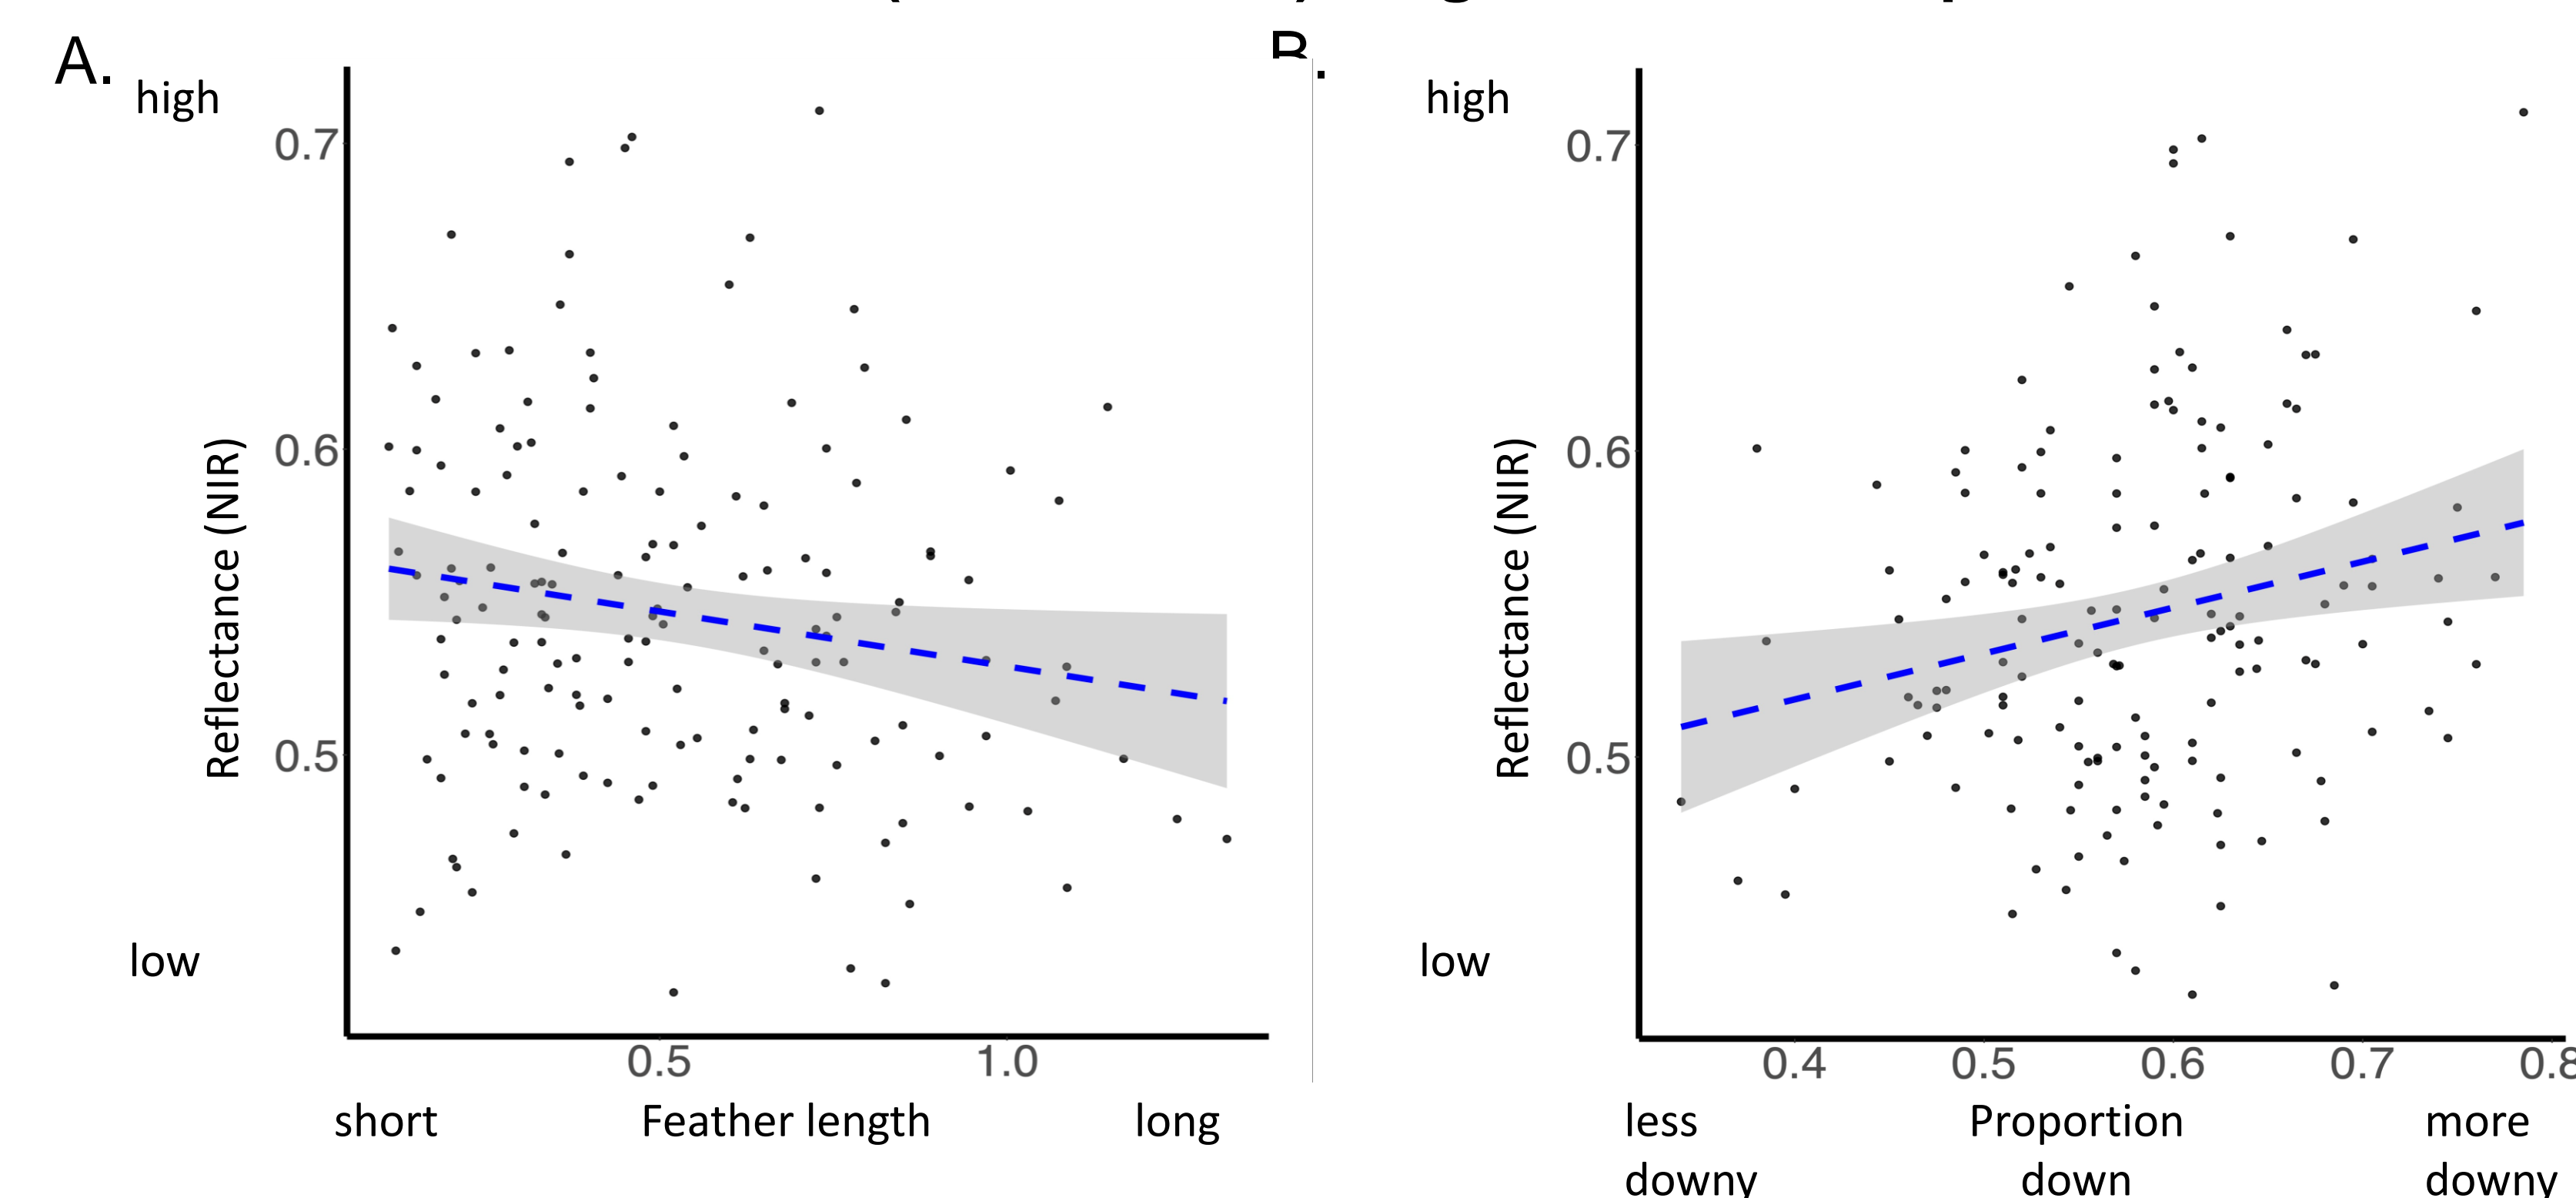 A.
B.
high
0.7
0.6
0.5
low
Reflectance (NIR)
0.5 1.0
short Feather length long
high
0.7
0.6
0.5
low
Reflectance (NIR)
0.4 0.5 0.6 0.7 0.8
less Proportion more
downy down downy